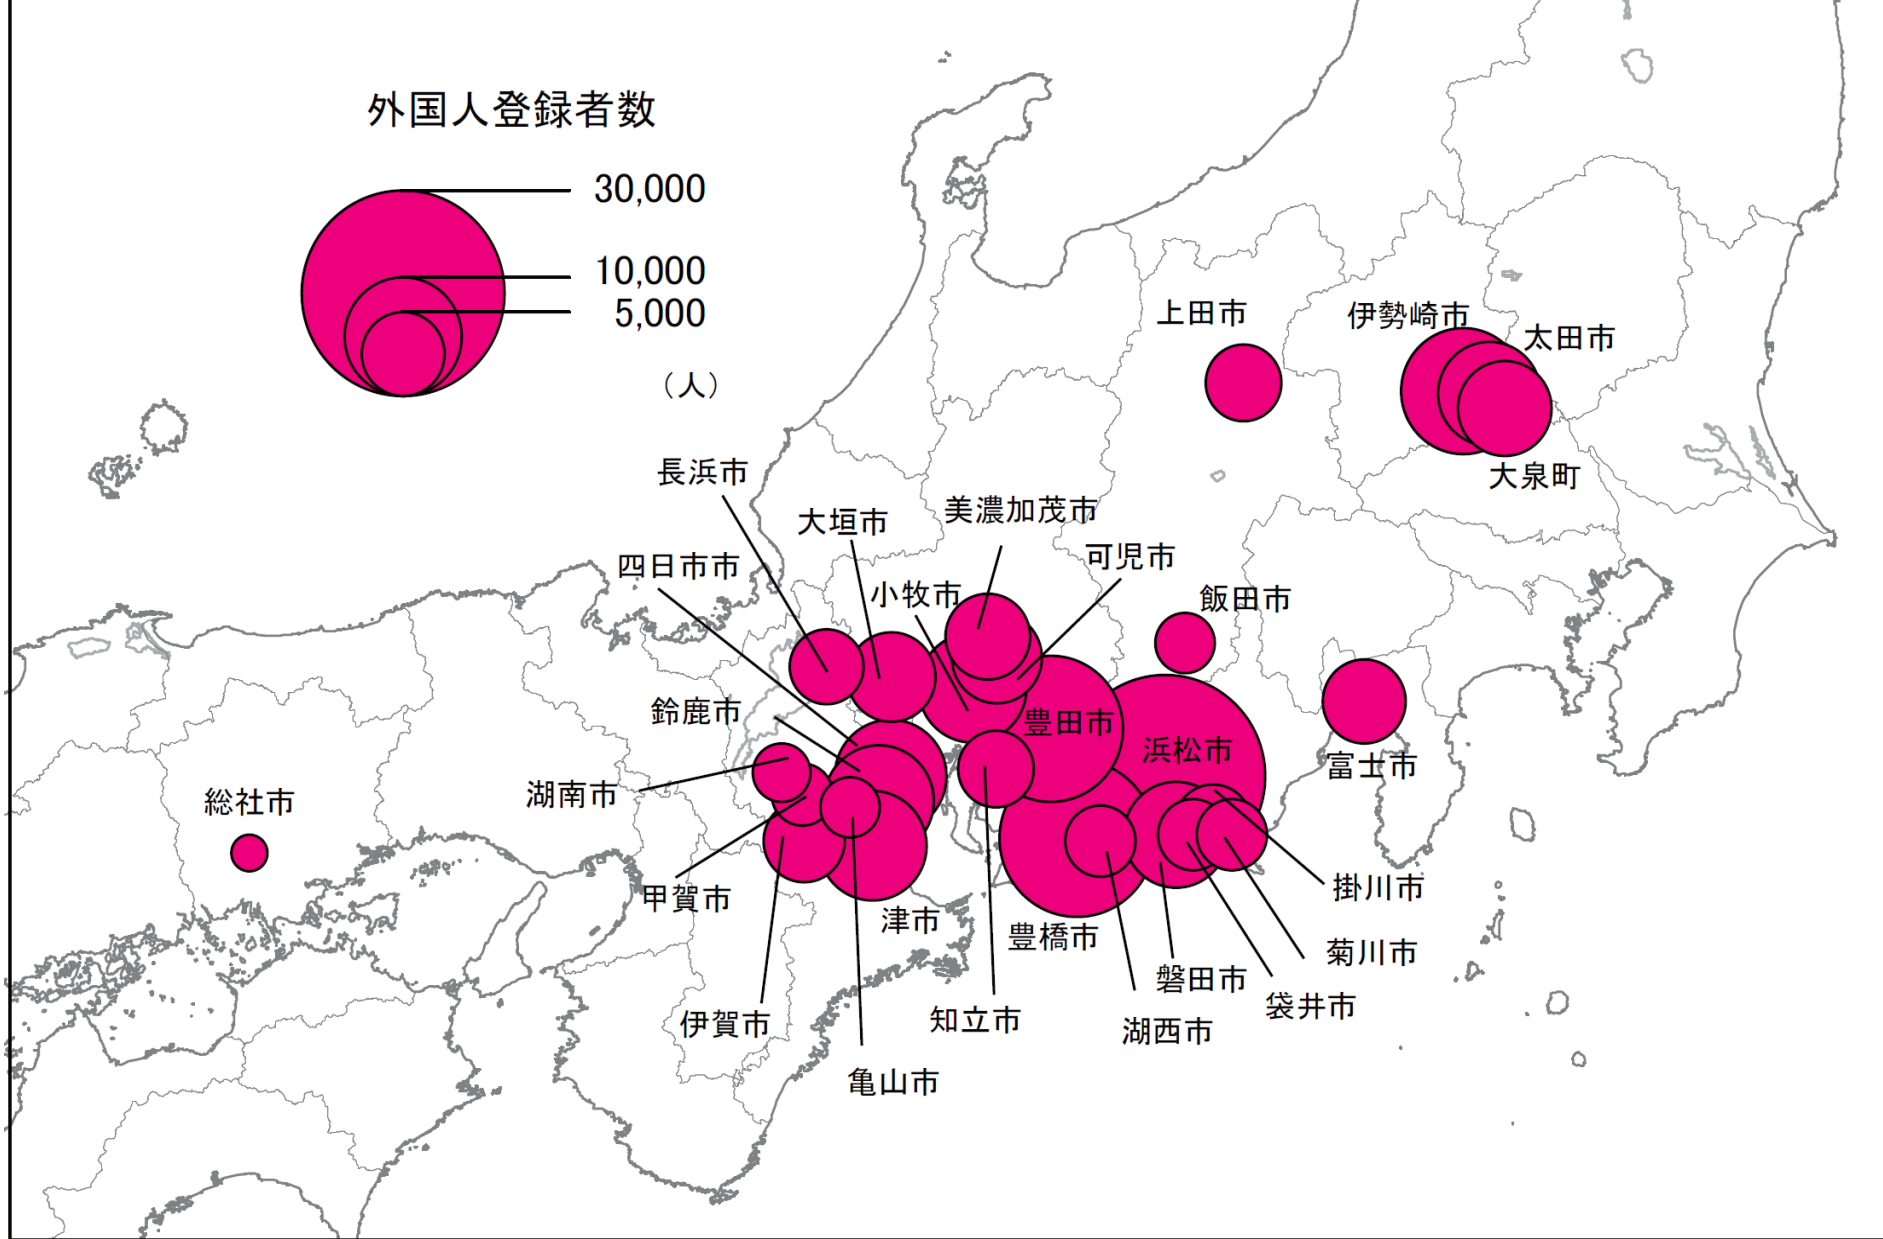 外国人登録者数
30,000
10,000
5,000
（人）
上田市
伊勢崎市
太田市
大泉町
長浜市
大垣市
美濃加茂市
可児市
四日市市
小牧市
飯田市
鈴鹿市
豊田市
浜松市
富士市
湖南市
総社市
甲賀市
掛川市
津市
豊橋市
菊川市
磐田市
袋井市
伊賀市
知立市
湖西市
亀山市